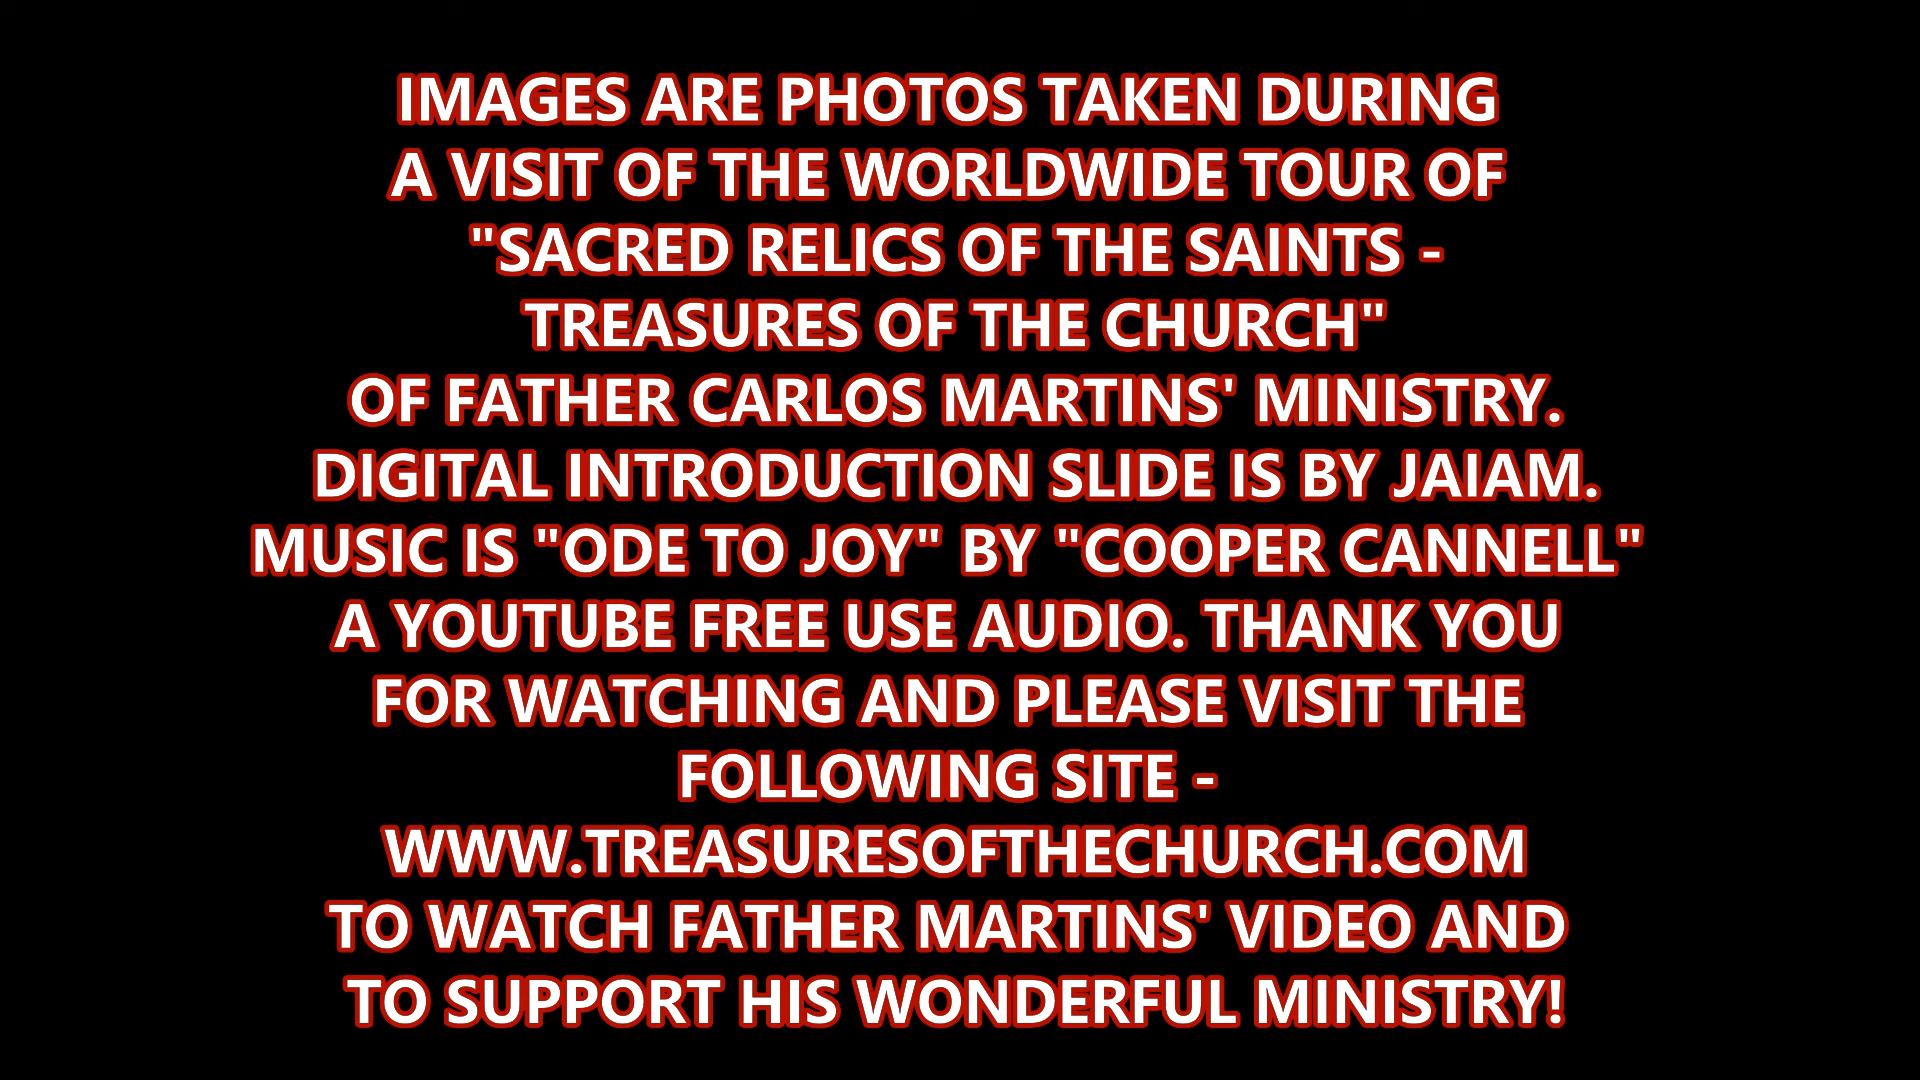 IMAGES ARE PHOTOS TAKEN DURING
A VISIT OF THE WORLDWIDE TOUR OF
"SACRED RELICS OF THE SAINTS -
TREASURES OF THE CHURCH"
OF FATHER CARLOS MARTINS' MINISTRY.
DIGITAL INTRODUCTION SLIDE IS BY JAIAM.
MUSIC IS "ODE TO JOY" BY "COOPER CANNELL"
A YOUTUBE FREE USE AUDIO. THANK YOU
FOR WATCHING AND PLEASE VISIT THE
FOLLOWING SITE -
WWW.TREASURESOFTHECHURCH.COM
TO WATCH FATHER MARTINS' VIDEO AND
TO SUPPORT HIS WONDERFUL MINISTRY!